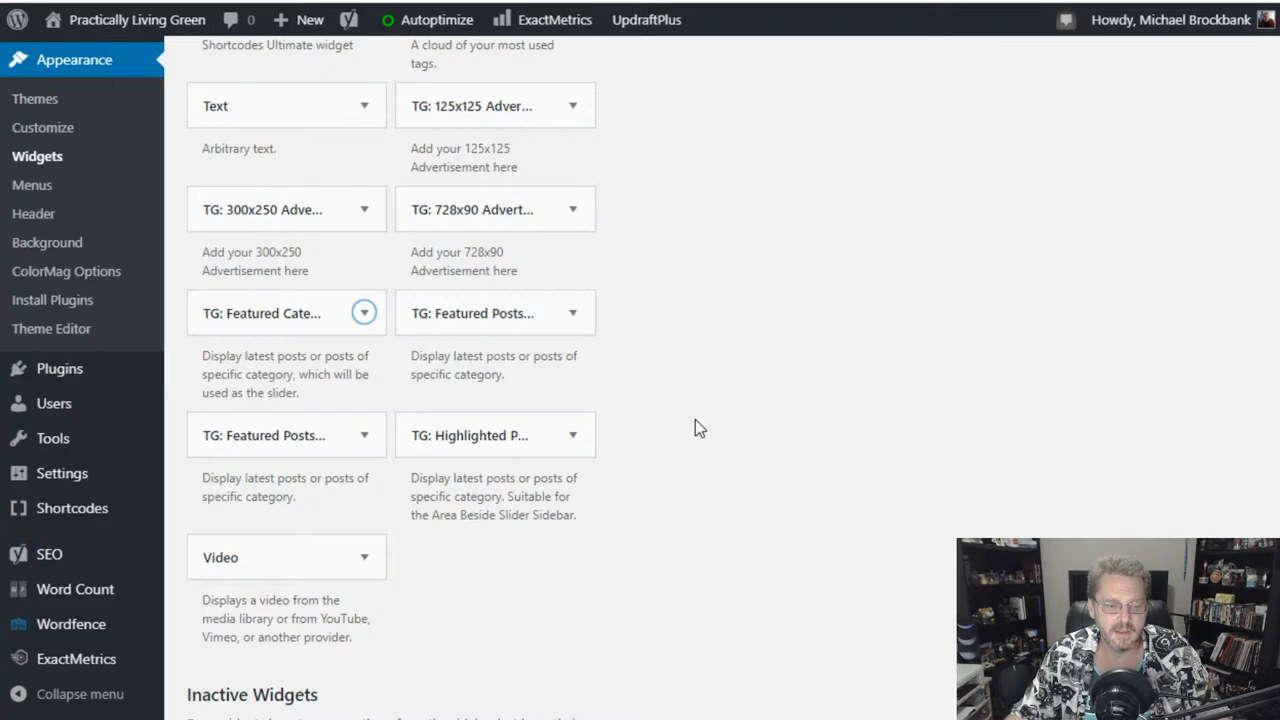 Practically Living Green 0 New Autoptimize ExactMetrics UpdraftPlus Howdy, Michael Brockbank
Appearance
Themes
Customize
Widgets
Menus
Header
Background
ColorMag Options
Install Plugins
Theme Editor
Plugins
Users
Tools
Settings
Shortcodes
SEO
Word Count
Wordfence
ExactMetrics
Collapse menu
Shortcodes Ultimate widget
A cloud of your most used
tags.
Text
Arbitrary text.
TG: 125x125 Adver...
Add your 125x125
Advertisement here
TG: 300x250 Adve...
Add your 300x250
Advertisement here
TG: 728x90 Advert...
Add your 728x90
Advertisement here
TG: Featured Cate...
Display latest posts or posts of
specific category, which will be
used as the slider.
TG: Featured Posts...
Display latest posts or posts of
specific category.
TG: Featured Posts...
Display latest posts or posts of
specific category.
TG: Highlighted P...
Display latest posts or posts of
specific category. Suitable for
the Area Beside Slider Sidebar.
Video
Displays a video from the
media library or from YouTube,
Vimeo, or another provider.
Inactive Widgets